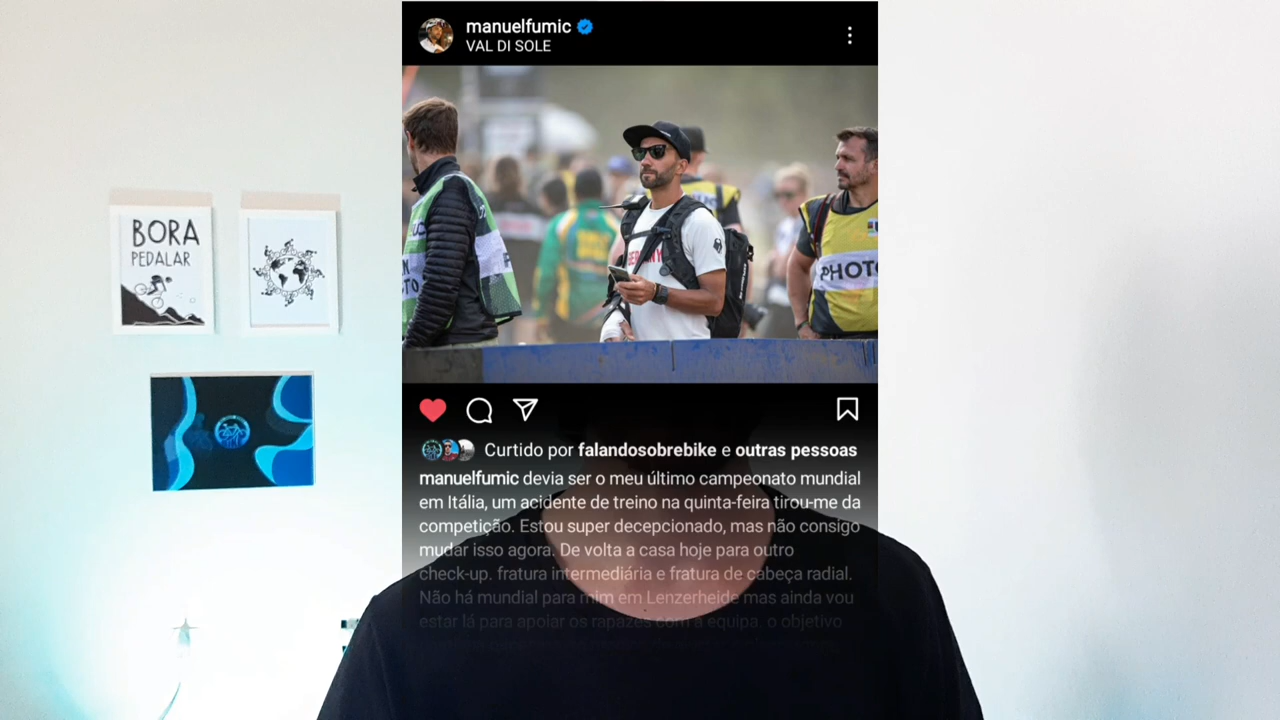 manuelfumic
VAL DI SOLE
BORA
PEDALAR
PHOTO
GERMANY
Curtido por falandosobrebike e outras pessoas
manuelfumic devia ser o meu último campeonato mundial
em Itália, um acidente de treino na quinta-feira tirou-me da
competição. Estou super decepcionado, mas não consigo
mudar isso agora. De volta a casa hoje para outro
check-up. fratura intermediária e fratura de cabeça radial.
Não há mundial para mim em Lenzerheide mas ainda vou
estar lá para apoiar os rapazes com a equipa. o objetivo